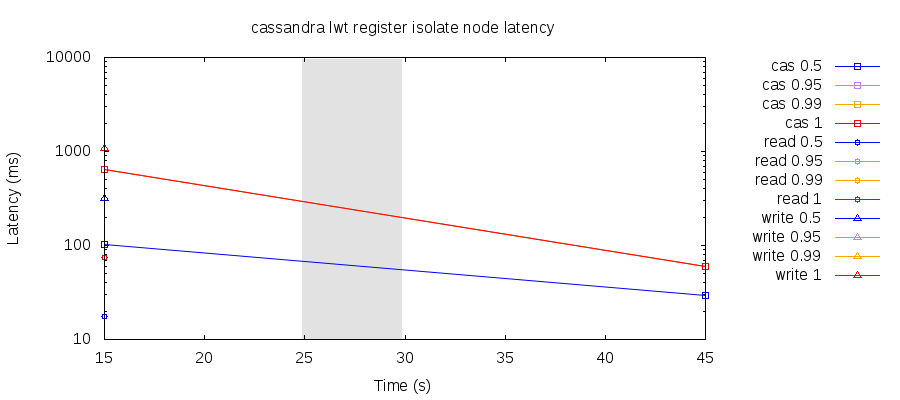 cassandra lwt register isolate node latency
10000
1000
100
10
Latency (ms)
15 20 25 30 35 40 45
Time (s)
cas 0.5
cas 0.95
cas 0.99
cas 1
read 0.5
read 0.95
read 0.99
read 1
write 0.5
write 0.95
write 0.99
write 1